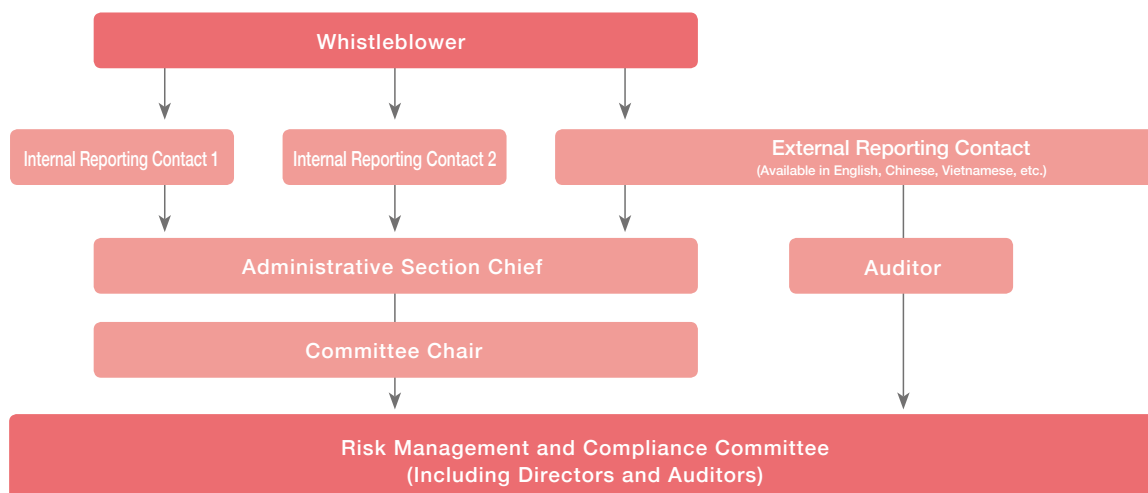 Whistleblower
Internal Reporting Contact 1
Internal Reporting Contact 2
External Reporting Contact
(Available in English, Chinese, Vietnamese, etc.)
Administrative Section Chief
Auditor
Committee Chair
Risk Management and Compliance Committee
(Including Directors and Auditors)